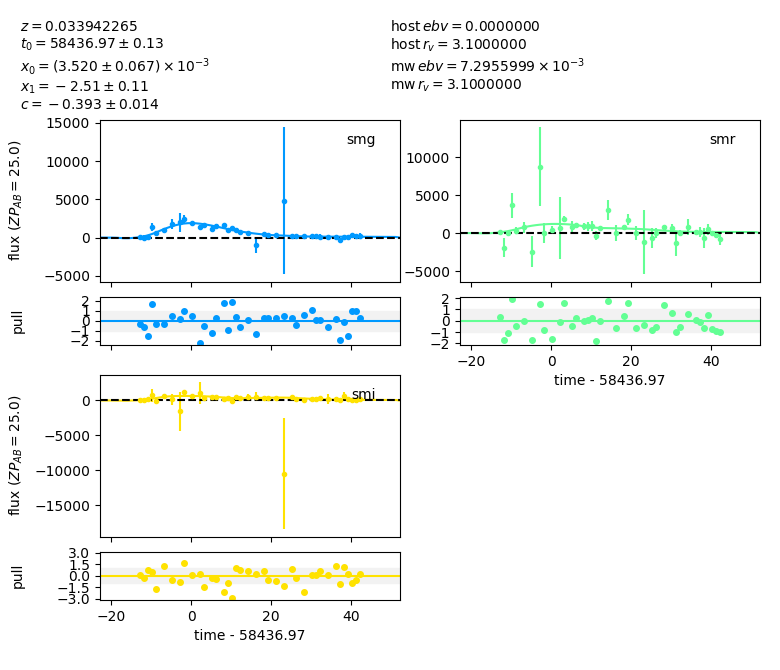 z = 0.033942265
t₀ = 58436.97 ± 0.13
x₀ = (3.520 ± 0.067) × 10⁻³
x₁ = −2.51 ± 0.11
c = −0.393 ± 0.014
host ebv = 0.0000000
host r_v = 3.1000000
mw ebv = 7.2955999 × 10⁻³
mw r_v = 3.1000000
flux (ZP_AB = 25.0)
15000
10000
5000
0
−5000
smg
pull
2
1
0
−1
−2
10000
5000
0
−5000
smr
2
1
0
−1
−2
−20
0
20
40
time - 58436.97
flux (ZP_AB = 25.0)
0
−5000
−10000
−15000
smi
pull
3.0
1.5
0.0
−1.5
−3.0
−20
0
20
40
time - 58436.97